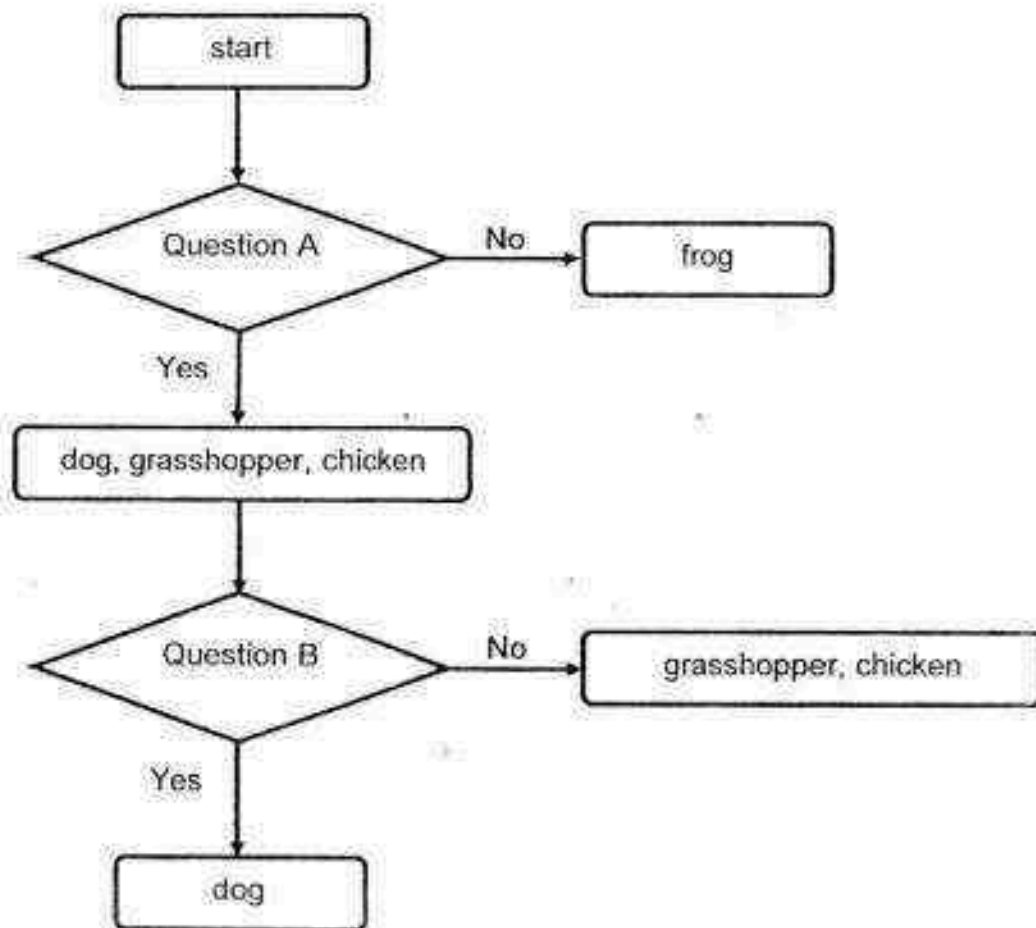 start
Question A
No
frog
Yes
dog, grasshopper, chicken
Question B
No
grasshopper, chicken
Yes
dog